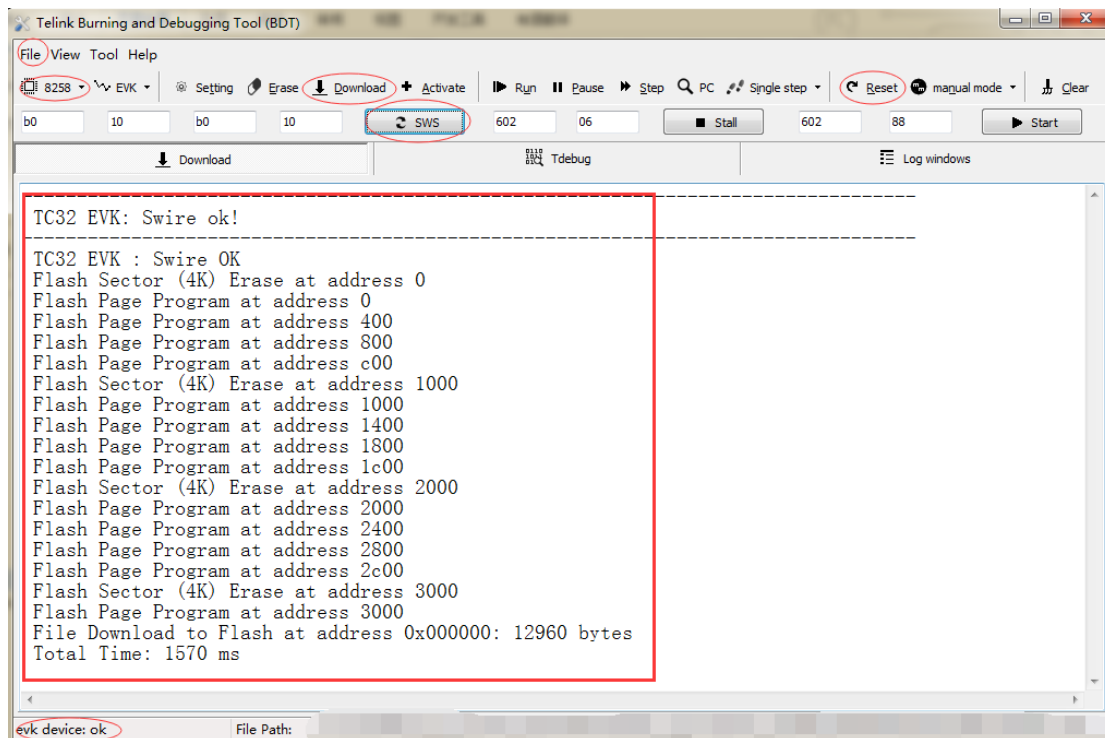 Telink Burning and Debugging Tool (BDT)
File View Tool Help
8258 EVK Setting Erase Download Activate Run Pause Step PC Single step Reset manual mode Clear
b0 10 b0 10 SWS 602 06 Stall 602 88 Start
Download Tdebug Log windows
TC32 EVK: Swire ok!
TC32 EVK : Swire OK
Flash Sector (4K) Erase at address 0
Flash Page Program at address 0
Flash Page Program at address 400
Flash Page Program at address 800
Flash Page Program at address c00
Flash Sector (4K) Erase at address 1000
Flash Page Program at address 1000
Flash Page Program at address 1400
Flash Page Program at address 1800
Flash Page Program at address 1c00
Flash Sector (4K) Erase at address 2000
Flash Page Program at address 2000
Flash Page Program at address 2400
Flash Page Program at address 2800
Flash Page Program at address 2c00
Flash Sector (4K) Erase at address 3000
Flash Page Program at address 3000
File Download to Flash at address 0x000000: 12960 bytes
Total Time: 1570 ms
evk device: ok File Path: